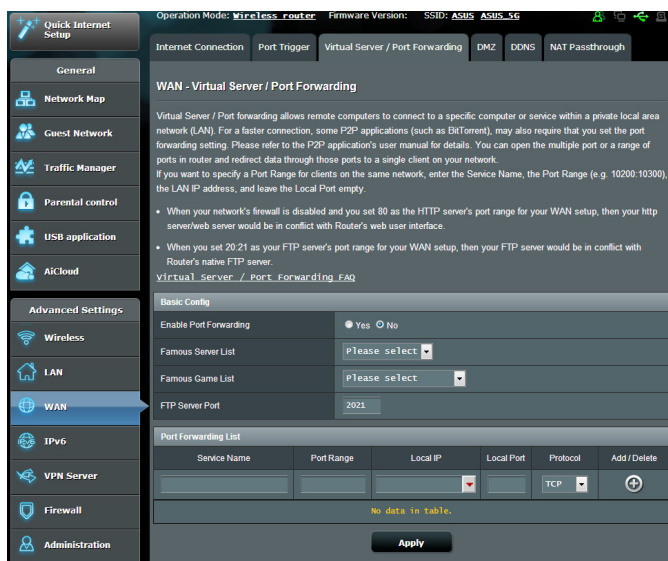 Operation Mode: Wireless router Firmware Version: SSID: ASUS ASUS_5G
Quick Internet Setup
Internet Connection
Port Trigger
Virtual Server / Port Forwarding
DMZ
DDNS
NAT Passthrough
General
Network Map
Guest Network
Traffic Manager
Parental control
USB application
AiCloud
Advanced Settings
Wireless
LAN
WAN
IPv6
VPN Server
Firewall
Administration
WAN - Virtual Server / Port Forwarding
Virtual Server / Port forwarding allows remote computers to connect to a specific computer or service within a private local area
network (LAN). For a faster connection, some P2P applications (such as BitTorrent), may also require that you set the port
forwarding setting. Please refer to the P2P application's user manual for details. You can open the multiple port or a range of
ports in router and redirect data through those ports to a single client on your network.
If you want to specify a Port Range for clients on the same network, enter the Service Name, the Port Range (e.g. 10200:10300),
the LAN IP address, and leave the Local Port empty.
• When your network's firewall is disabled and you set 80 as the HTTP server's port range for your WAN setup, then your http
server/web server would be in conflict with Router's web user interface.
• When you set 20:21 as your FTP server's port range for your WAN setup, then your FTP server would be in conflict with
Router's native FTP server.
Virtual Server / Port Forwarding FAQ
Basic Config
Enable Port Forwarding Yes No
Famous Server List Please select
Famous Game List Please select
FTP Server Port 2021
Port Forwarding List
Service Name Port Range Local IP Local Port Protocol Add / Delete
TCP
No data in table.
Apply